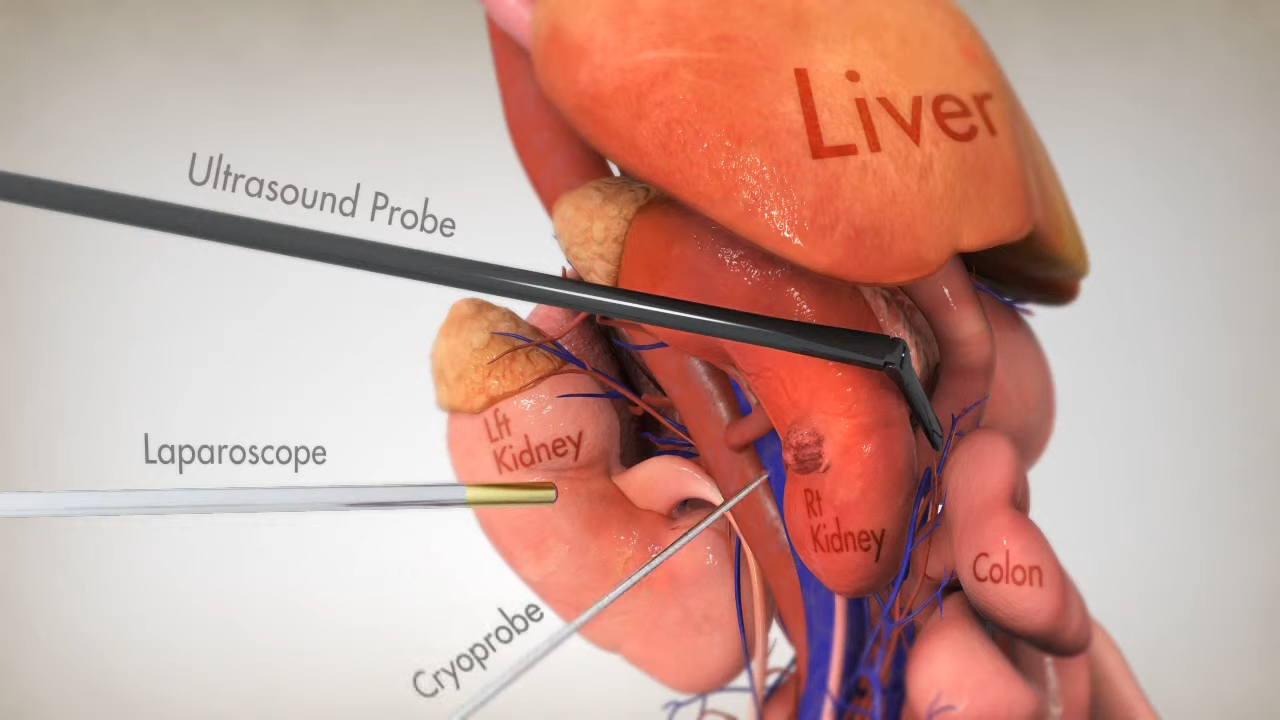 Liver
Ultrasound Probe
Lft
Kidney
Laparoscope
Rt
Kidney
Colon
Cryoprobe